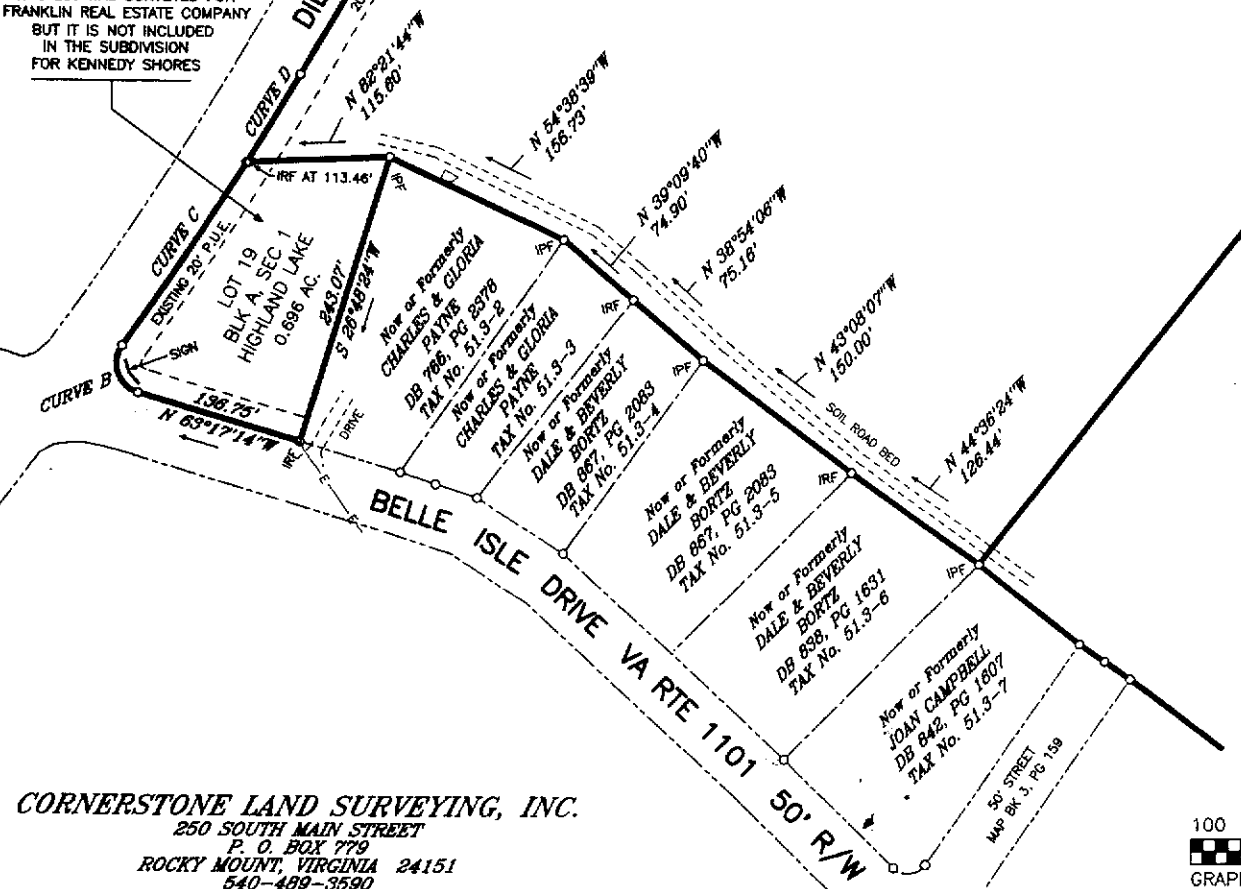 FRANKLIN REAL ESTATE COMPANY
BUT IT IS NOT INCLUDED
IN THE SUBDIVISION
FOR KENNEDY SHORES
CURVE D
N 82°21'44"W
115.60'
IRF AT 113.46'
IPF
N 54°38'39"W
156.73'
N 39°09'40"W
74.90'
N 38°54'06"W
75.16'
N 43°08'07"W
150.00'
N 44°36'24"W
126.44'
SOIL ROAD BED
CURVE C
EXISTING 20' P.U.E.
LOT 19
BLK A, SEC 1
HIGHLAND LAKE
0.696 AC.
243.07'
S 26°48'24"W
SIGN
CURVE B
136.75'
N 63°17'14"W
IRF
DRIVE
E
E
Now or Formerly
CHARLES & GLORIA
PAYNE
DB 766, PG 2378
TAX No. 51.3-2
IPF
Now or Formerly
CHARLES & GLORIA
PAYNE
TAX No. 51.3-3
IRF
Now or Formerly
DALE & BEVERLY
BORTZ
DB 867, PG 2083
TAX No. 51.3-4
IPF
Now or Formerly
DALE & BEVERLY
BORTZ
DB 867, PG 2083
TAX No. 51.3-5
IRF
Now or Formerly
DALE & BEVERLY
BORTZ
DB 838, PG 1631
TAX No. 51.3-6
IPF
Now or Formerly
JOAN CAMPBELL
DB 842, PG 1607
TAX No. 51.3-7
50' STREET
MAP BK 3, PG 159
BELLE ISLE DRIVE VA RTE 1101 50' R/W
CORNERSTONE LAND SURVEYING, INC.
250 SOUTH MAIN STREET
P. O. BOX 779
ROCKY MOUNT, VIRGINIA 24151
540-489-3590
100
GRAPH